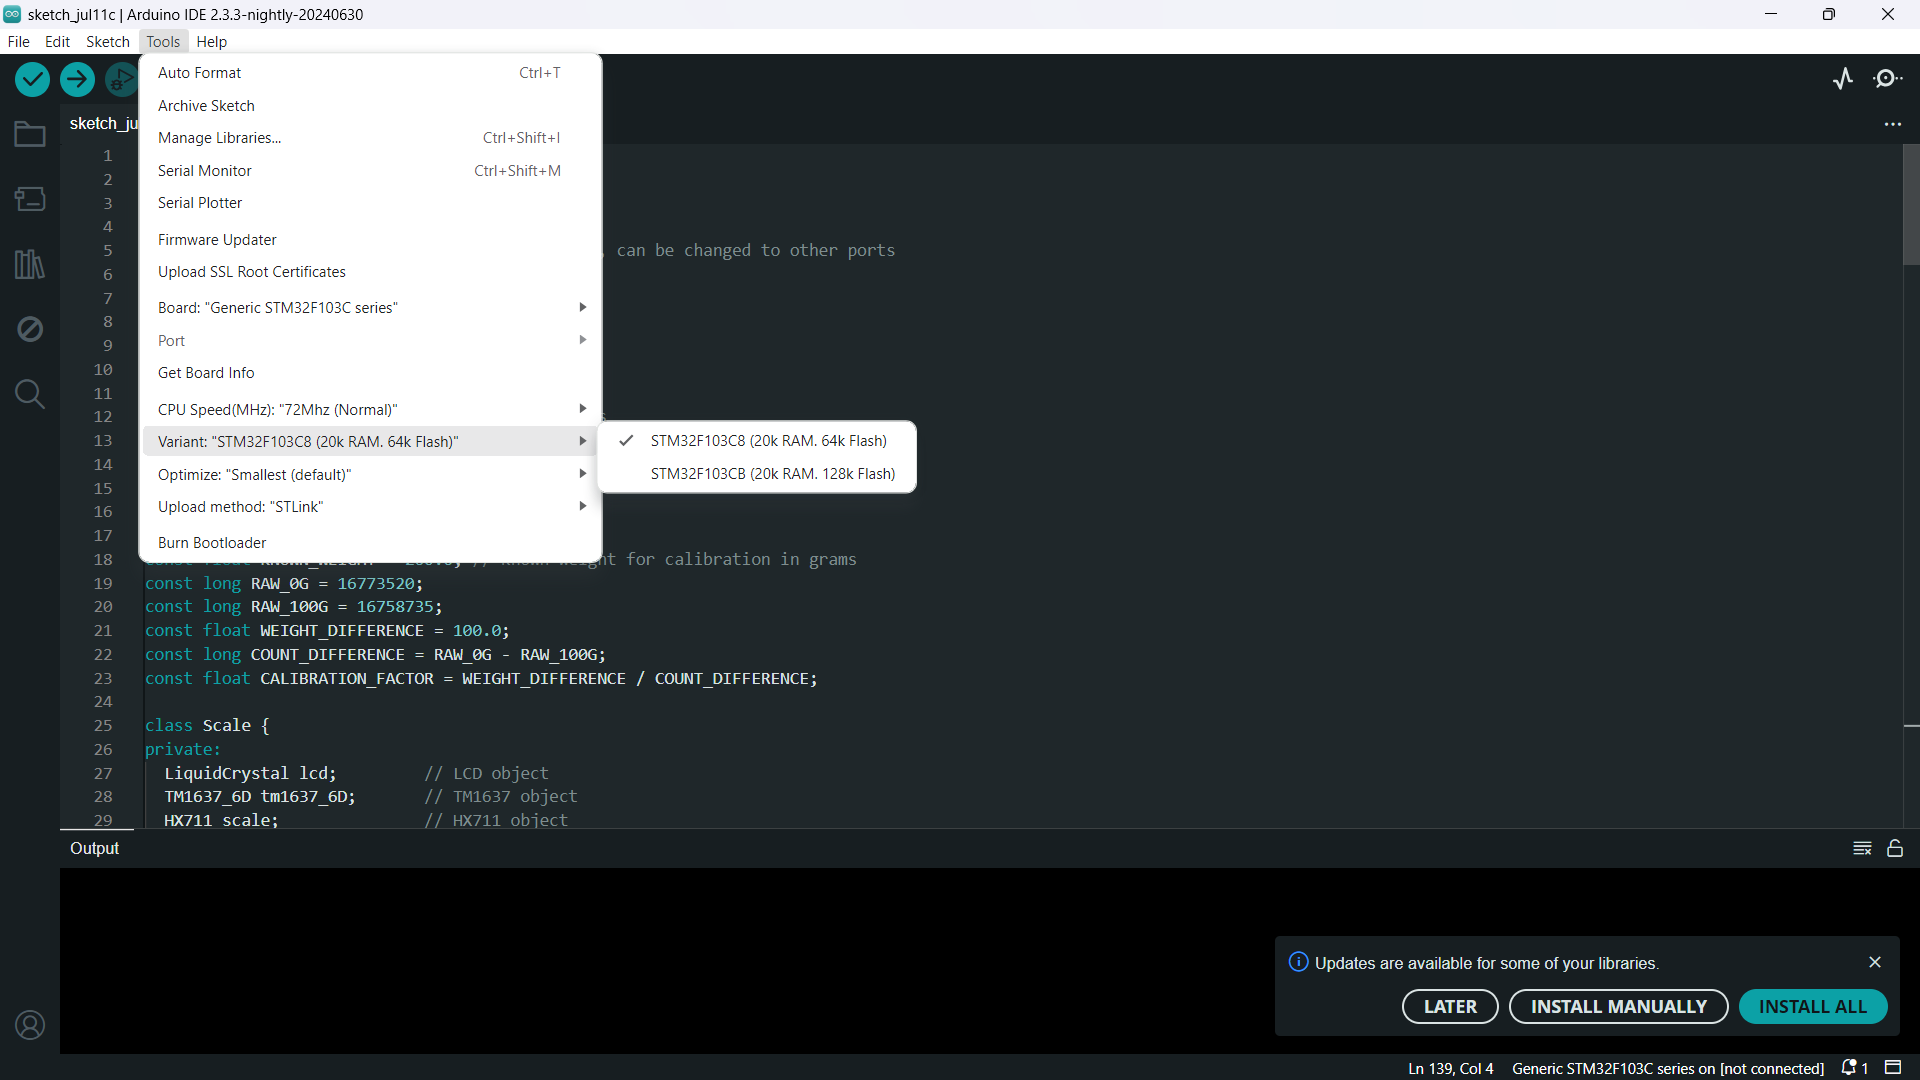 sketch_jul11c | Arduino IDE 2.3.3-nightly-20240630
File Edit Sketch Tools Help
Auto Format Ctrl+T
Archive Sketch
Manage Libraries... Ctrl+Shift+I
Serial Monitor Ctrl+Shift+M
Serial Plotter
Firmware Updater
Upload SSL Root Certificates
Board: "Generic STM32F103C series"
Port
Get Board Info
CPU Speed(MHz): "72Mhz (Normal)"
Variant: "STM32F103C8 (20k RAM. 64k Flash)"
Optimize: "Smallest (default)"
Upload method: "STLink"
Burn Bootloader
STM32F103C8 (20k RAM. 64k Flash)
STM32F103CB (20k RAM. 128k Flash)
sketch_ju
1
2
3
4
5 can be changed to other ports
6
7
8
9
10
11
12
13
14
15
16
17
18 for calibration in grams
19 const long RAW_0G = 16773520;
20 const long RAW_100G = 16758735;
21 const float WEIGHT_DIFFERENCE = 100.0;
22 const long COUNT_DIFFERENCE = RAW_0G - RAW_100G;
23 const float CALIBRATION_FACTOR = WEIGHT_DIFFERENCE / COUNT_DIFFERENCE;
24
25 class Scale {
26 private:
27 LiquidCrystal lcd; // LCD object
28 TM1637_6D tm1637_6D; // TM1637 object
29 HX711 scale; // HX711 object
Output
Updates are available for some of your libraries.
LATER INSTALL MANUALLY INSTALL ALL
Ln 139, Col 4 Generic STM32F103C series on [not connected] 1